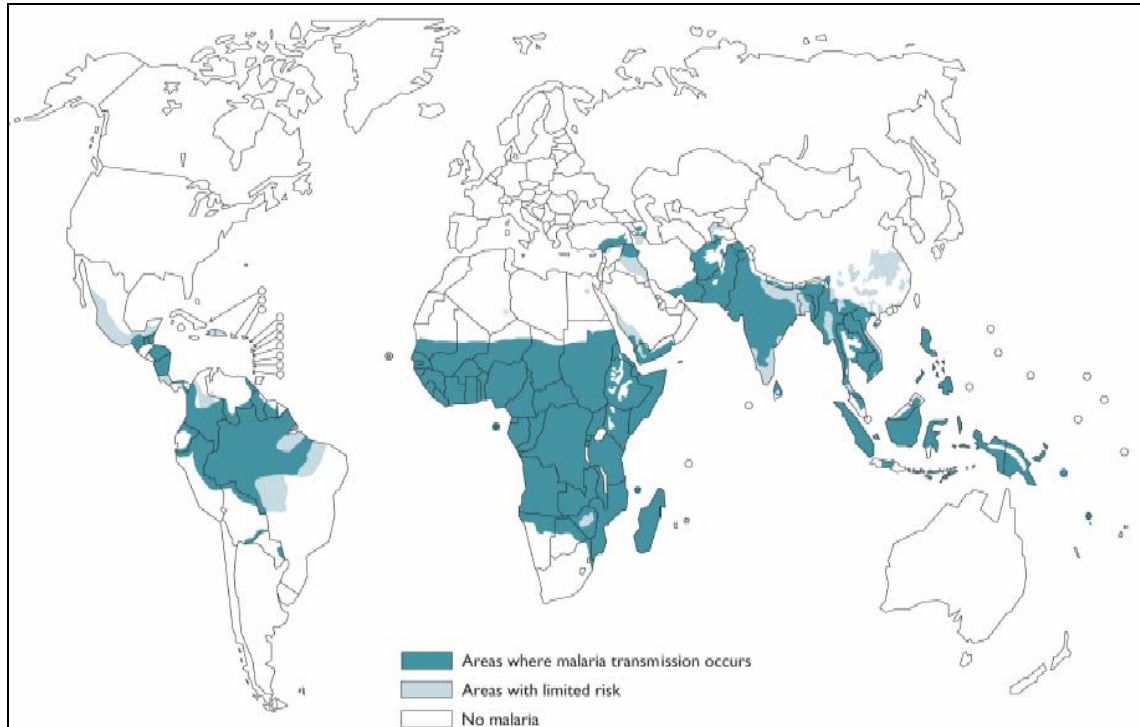 Areas where malaria transmission occurs
Areas with limited risk
No malaria